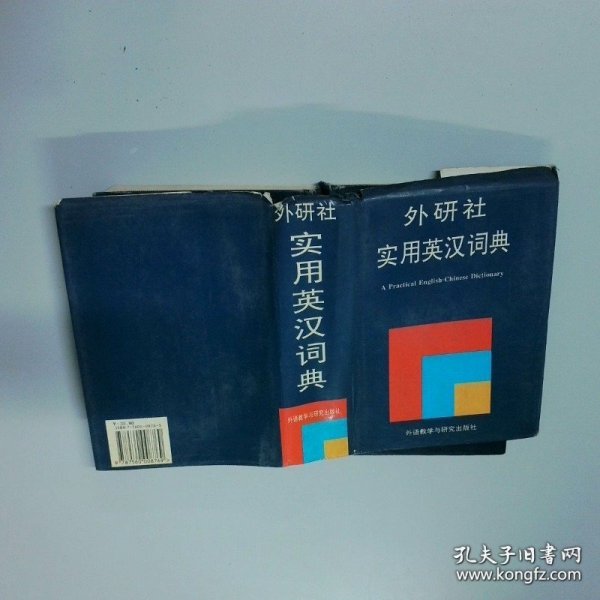 外研社
实用英汉词典
A Practical English-Chinese Dictionary
外语教学与研究出版社
外研社
实用英汉词典
外语教学与研究出版社
孔夫子旧书网
www.kongfz.com